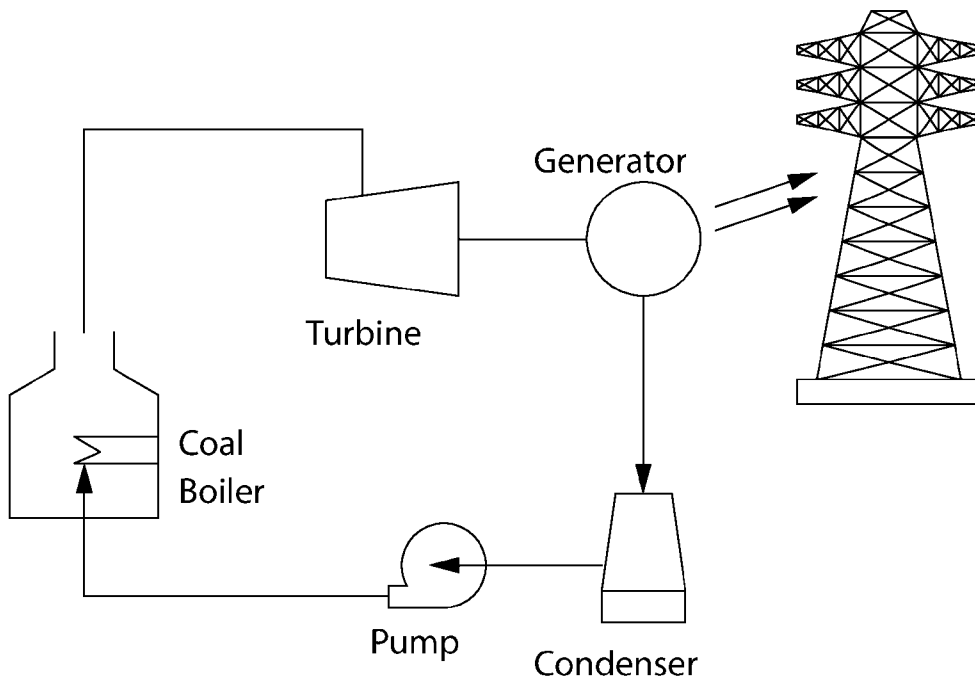 Generator
Turbine
Coal
Boiler
Pump
Condenser